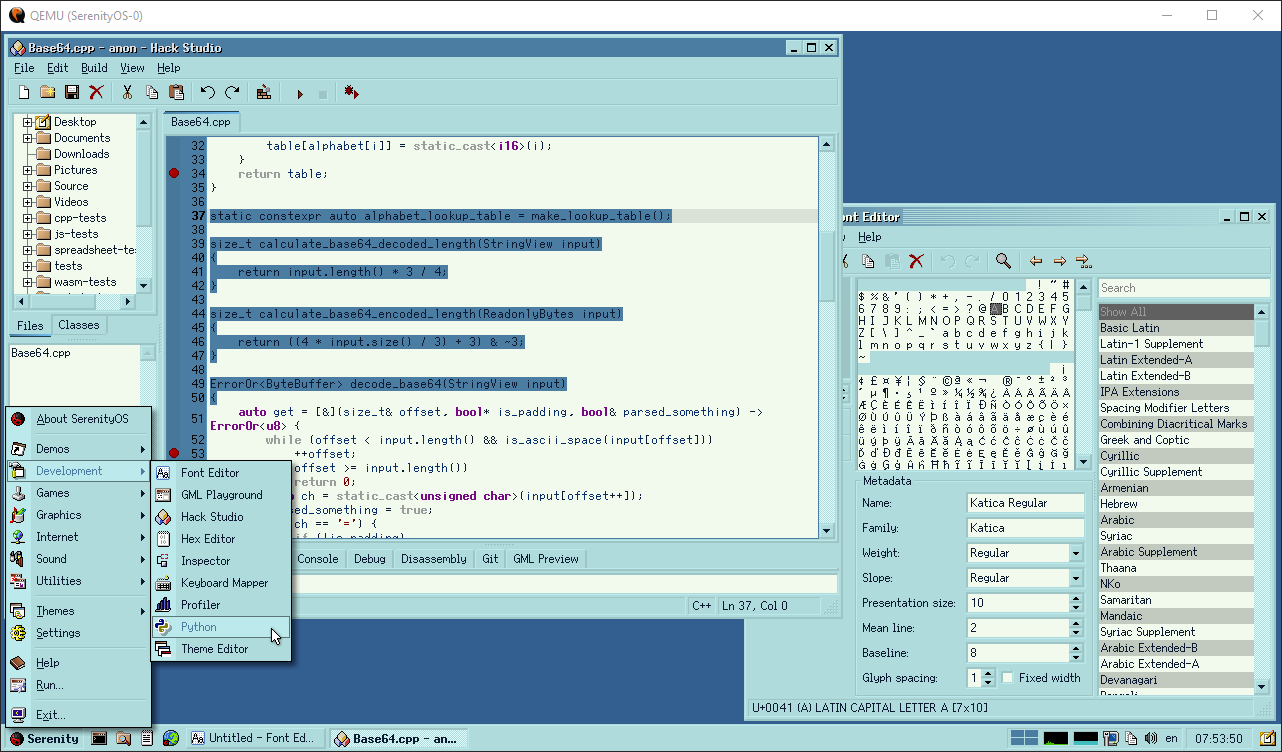 QEMU (SerenityOS-0)
Base64.cpp - anon - Hack Studio
File Edit Build View Help
Desktop
Documents
Downloads
Pictures
Source
Videos
cpp-tests
js-tests
spreadsheet-te
tests
wasm-tests
Files Classes
Base64.cpp
Base64.cpp
32 table[alphabet[i]] = static_cast<i16>(i);
33 }
34 return table;
35 }
36
37 static constexpr auto alphabet_lookup_table = make_lookup_table();
38
39 size_t calculate_base64_decoded_length(StringView input)
40 {
41 return input.length() * 3 / 4;
42 }
43
44 size_t calculate_base64_encoded_length(ReadonlyBytes input)
45 {
46 return ((4 * input.size() / 3) + 3) & ~3;
47 }
48
49 ErrorOr<ByteBuffer> decode_base64(StringView input)
50 {
51 auto get = [&](size_t& offset, bool* is_padding, bool& parsed_something) ->
ErrorOr<u8> {
52 while (offset < input.length() && is_ascii_space(input[offset]))
53 ++offset;
offset >= input.length())
return 0;
ch = static_cast<unsigned char>(input[offset++]);
sed_something = true;
ch == '=') {
Console Debug Disassembly Git GML Preview
C++ Ln 37, Col 0
About SerenityOS
Demos
Development
Games
Graphics
Internet
Sound
Utilities
Themes
Settings
Help
Run...
Exit...
Font Editor
GML Playground
Hack Studio
Hex Editor
Inspector
Keyboard Mapper
Profiler
Python
Theme Editor
ont Editor
Help
! " #
$ % & ' ( ) * + , - . / 0 1 2 3 4 5
6 7 8 9 : ; < = > ? @ A B C D E F G
H I J K L M N O P Q R S T U V W X Y
Z [ \ ] ^ _ ` a b c d e f g h i j k
l m n o p q r s t u v w x y z { | }
~
Metadata
Name: Katica Regular
Family: Katica
Weight: Regular
Slope: Regular
Presentation size: 10
Mean line: 2
Baseline: 8
Glyph spacing: 1 Fixed width
Search
Show All
Basic Latin
Latin-1 Supplement
Latin Extended-A
Latin Extended-B
IPA Extensions
Spacing Modifier Letters
Combining Diacritical Marks
Greek and Coptic
Cyrillic
Cyrillic Supplement
Armenian
Hebrew
Arabic
Syriac
Arabic Supplement
Thaana
NKo
Samaritan
Mandaic
Syriac Supplement
Arabic Extended-B
Arabic Extended-A
Devanagari
U+0041 (A) LATIN CAPITAL LETTER A [7x10]
Serenity
Untitled - Font Ed...
Base64.cpp - an...
en
07:53:50